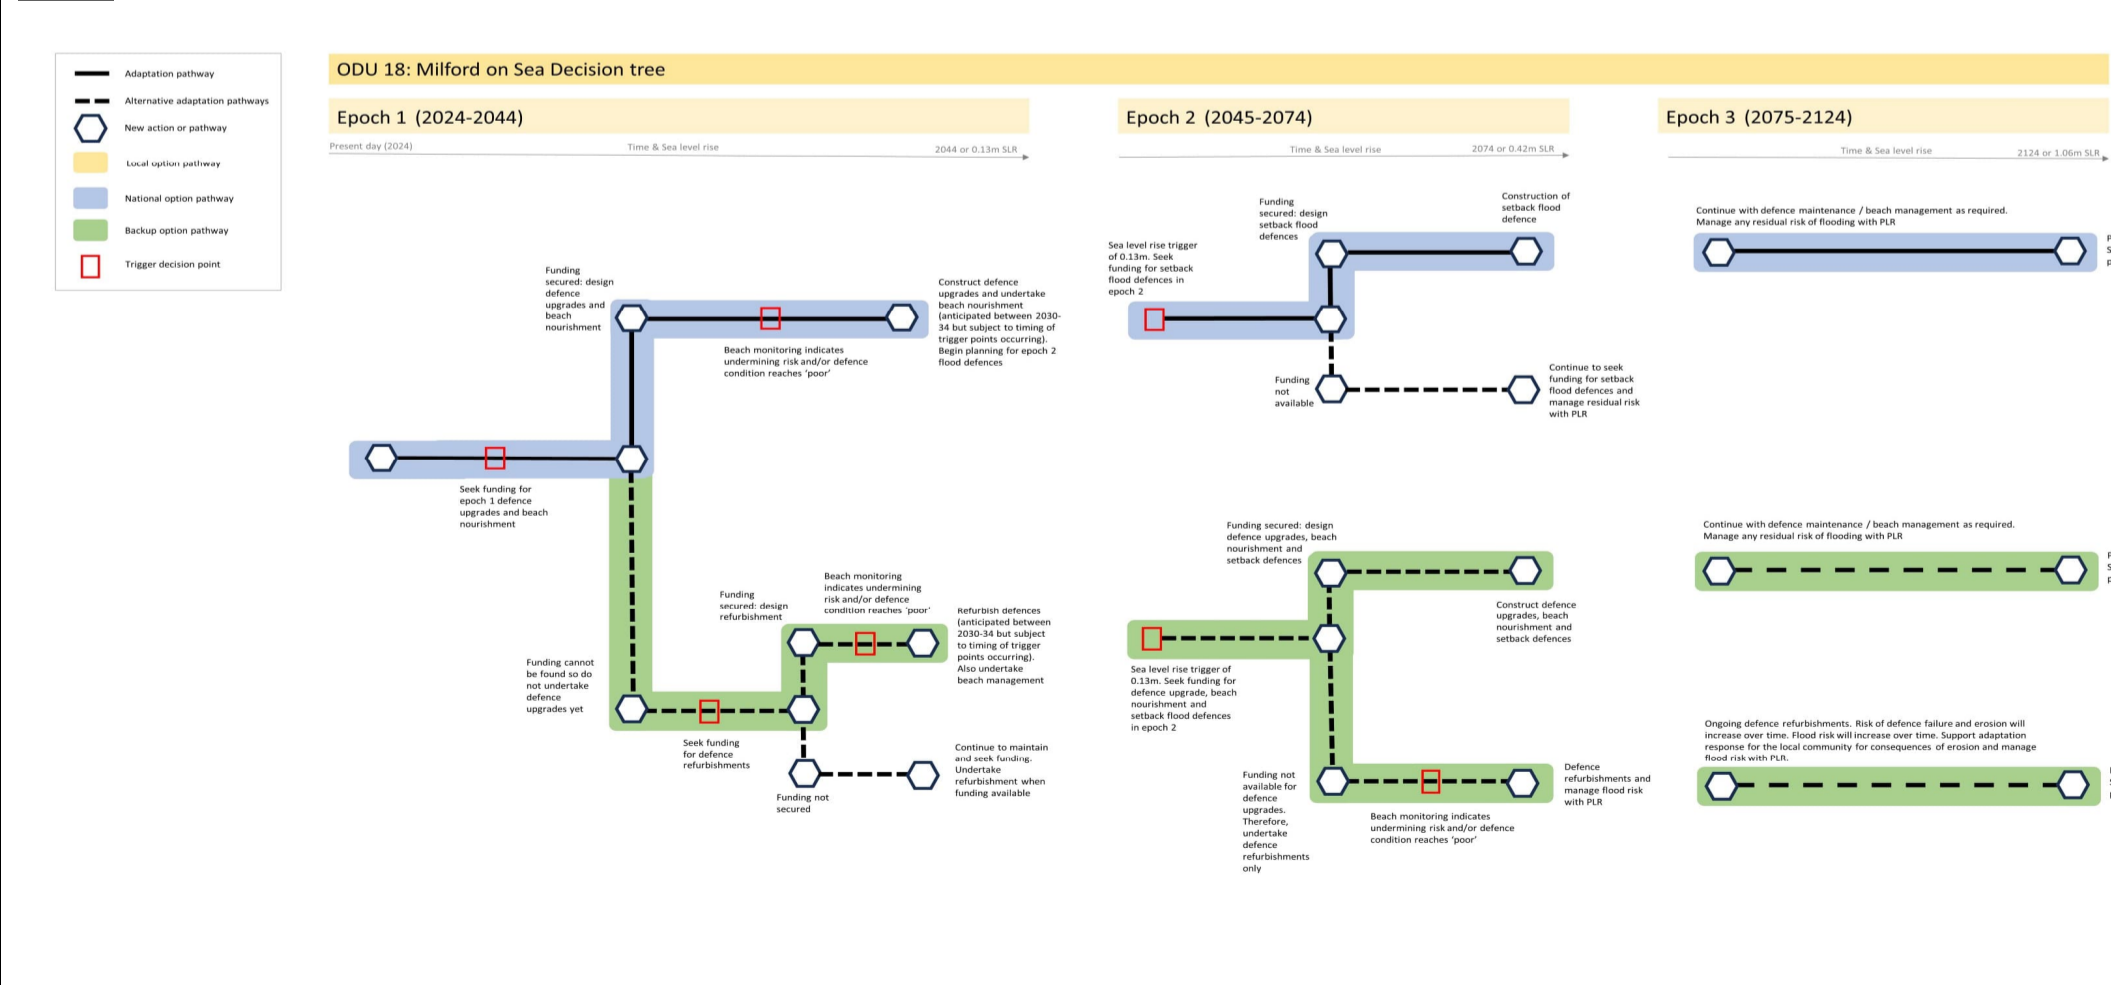 ODU 18: Milford on Sea Decision tree
Adaptation pathway
Alternative adaptation pathways
New action or pathway
Local option pathway
National option pathway
Backup option pathway
Trigger decision point
Epoch 1 (2024-2044)
Present day (2024)
Time & Sea level rise
2044 or 0.13m SLR
Funding
secured: design
defence
upgrades and
beach
nourishment
Beach monitoring indicates
undermining risk and/or defence
condition reaches 'poor'
Construct defence
upgrades and undertake
beach nourishment
(anticipated between 2030-
34 but subject to timing of
trigger points occurring).
Begin planning for epoch 2
flood defences
Seek funding for
epoch 1 defence
upgrades and beach
nourishment
Funding cannot
be found so do
not undertake
defence
upgrades yet
Seek funding
for defence
refurbishments
Funding
secured: design
refurbishment
Beach monitoring
indicates undermining
risk and/or defence
condition reaches 'poor'
Refurbish defences
(anticipated between
2030-34 but subject
to timing of trigger
points occurring).
Also undertake
beach management
Funding not
secured
Continue to maintain
and seek funding.
Undertake
refurbishment when
funding available
Epoch 2 (2045-2074)
Time & Sea level rise
2074 or 0.42m SLR
Sea level rise trigger
of 0.13m. Seek
funding for setback
flood defences in
epoch 2
Funding
secured: design
setback flood
defences
Construction of
setback flood
defence
Funding
not
available
Continue to seek
funding for setback
flood defences and
manage residual risk
with PLR
Funding secured: design
defence upgrades, beach
nourishment and
setback defences
Construct defence
upgrades, beach
nourishment and
setback defences
Sea level rise trigger of
0.13m. Seek funding for
defence upgrade, beach
nourishment and
setback flood defences
in epoch 2
Funding not
available for
defence
upgrades.
Therefore,
undertake
defence
refurbishments
only
Beach monitoring indicates
undermining risk and/or defence
condition reaches 'poor'
Defence
refurbishments and
manage flood risk
with PLR
Epoch 3 (2075-2124)
Time & Sea level rise
2124 or 1.06m SLR
Continue with defence maintenance / beach management as required.
Manage any residual risk of flooding with PLR
Continue with defence maintenance / beach management as required.
Manage any residual risk of flooding with PLR
Ongoing defence refurbishments. Risk of defence failure and erosion will
increase over time. Flood risk will increase over time. Support adaptation
response for the local community for consequences of erosion and manage
flood risk with PLR.